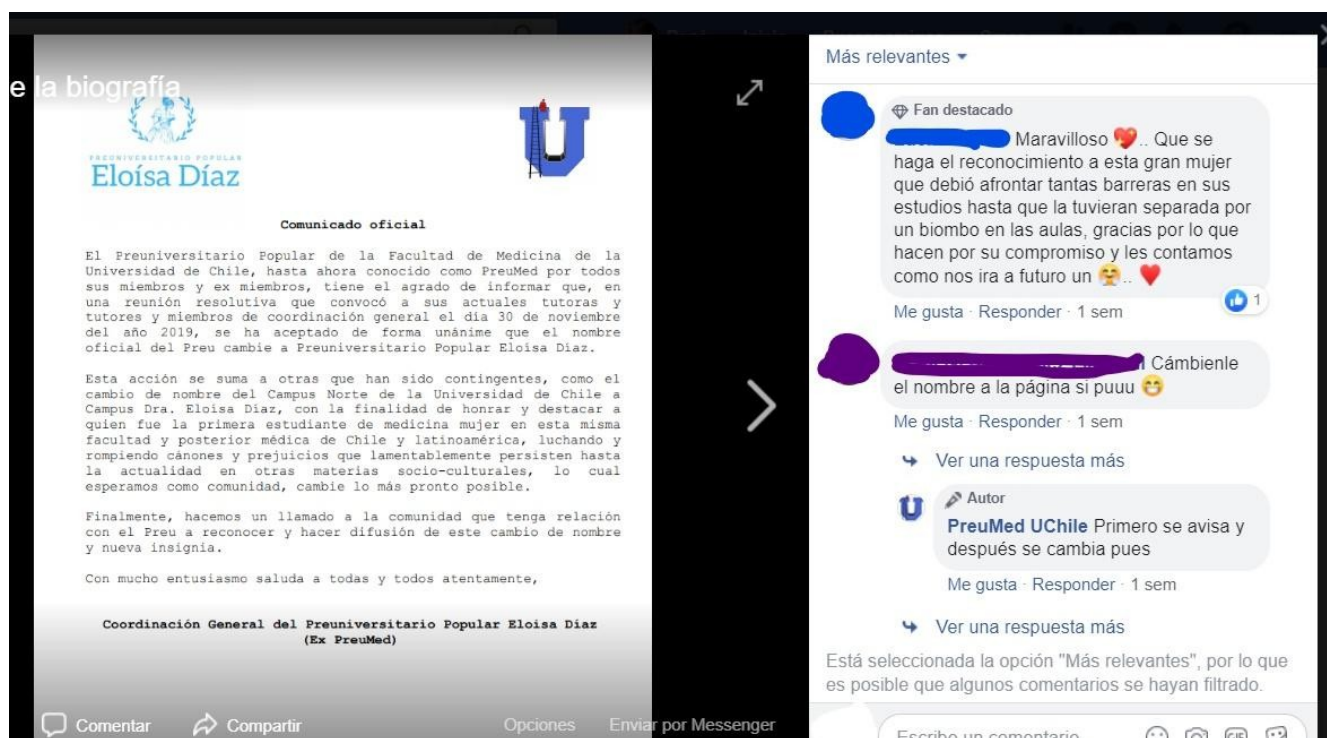 e la biografía
PREUNIVERSITARIO POPULAR
Eloísa Díaz
Comunicado oficial
El Preuniversitario Popular de la Facultad de Medicina de la
Universidad de Chile, hasta ahora conocido como PreuMed por todos
sus miembros y ex miembros, tiene el agrado de informar que, en
una reunión resolutiva que convocó a sus actuales tutoras y
tutores y miembros de coordinación general el día 30 de noviembre
del año 2019, se ha aceptado de forma unánime que el nombre
oficial del Preu cambie a Preuniversitario Popular Eloísa Díaz.
Esta acción se suma a otras que han sido contingentes, como el
cambio de nombre del Campus Norte de la Universidad de Chile a
Campus Dra. Eloísa Díaz, con la finalidad de honrar y destacar a
quien fue la primera estudiante de medicina mujer en esta misma
facultad y posterior médica de Chile y latinoamérica, luchando y
rompiendo cánones y prejuicios que lamentablemente persisten hasta
la actualidad en otras materias socio-culturales, lo cual
esperamos como comunidad, cambie lo más pronto posible.
Finalmente, hacemos un llamado a la comunidad que tenga relación
con el Preu a reconocer y hacer difusión de este cambio de nombre
y nueva insignia.
Con mucho entusiasmo saluda a todas y todos atentamente,
Coordinación General del Preuniversitario Popular Eloísa Díaz
(Ex PreuMed)
Comentar Compartir Opciones Enviar por Messenger
Más relevantes
Fan destacado
Maravilloso 💖.. Que se
haga el reconocimiento a esta gran mujer
que debió afrontar tantas barreras en sus
estudios hasta que la tuvieran separada por
un biombo en las aulas, gracias por lo que
hacen por su compromiso y les contamos
como nos ira a futuro un 🤗.. ❤️
1
Me gusta · Responder · 1 sem
Cámbienle
el nombre a la página si puuu 😁
Me gusta · Responder · 1 sem
Ver una respuesta más
Autor
PreuMed UChile Primero se avisa y
después se cambia pues
Me gusta · Responder · 1 sem
Ver una respuesta más
Está seleccionada la opción "Más relevantes", por lo que
es posible que algunos comentarios se hayan filtrado.
Escribe un comentario
GIF